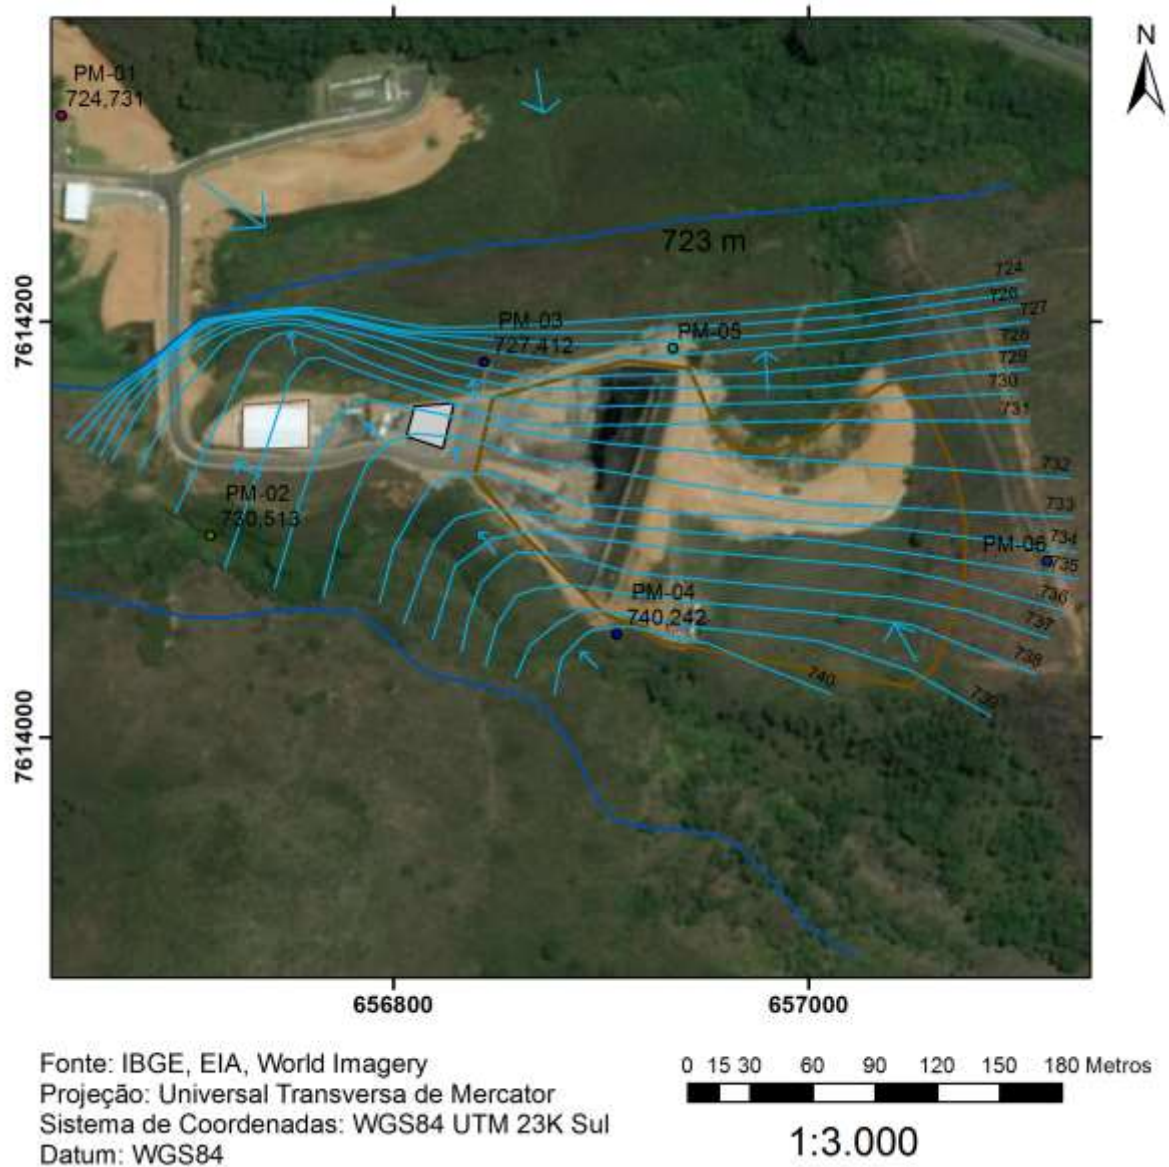 N
PM-01
724,731
723 m
724
726
727
728
729
730
731
732
733
734
735
736
737
738
739
740
PM-03
727,412
PM-05
PM-02
730,513
PM-06
PM-04
740,242
7614200
7614000
656800
657000
Fonte: IBGE, EIA, World Imagery
Projeção: Universal Transversa de Mercator
Sistema de Coordenadas: WGS84 UTM 23K Sul
Datum: WGS84
0 15 30 60 90 120 150 180 Metros
1:3.000